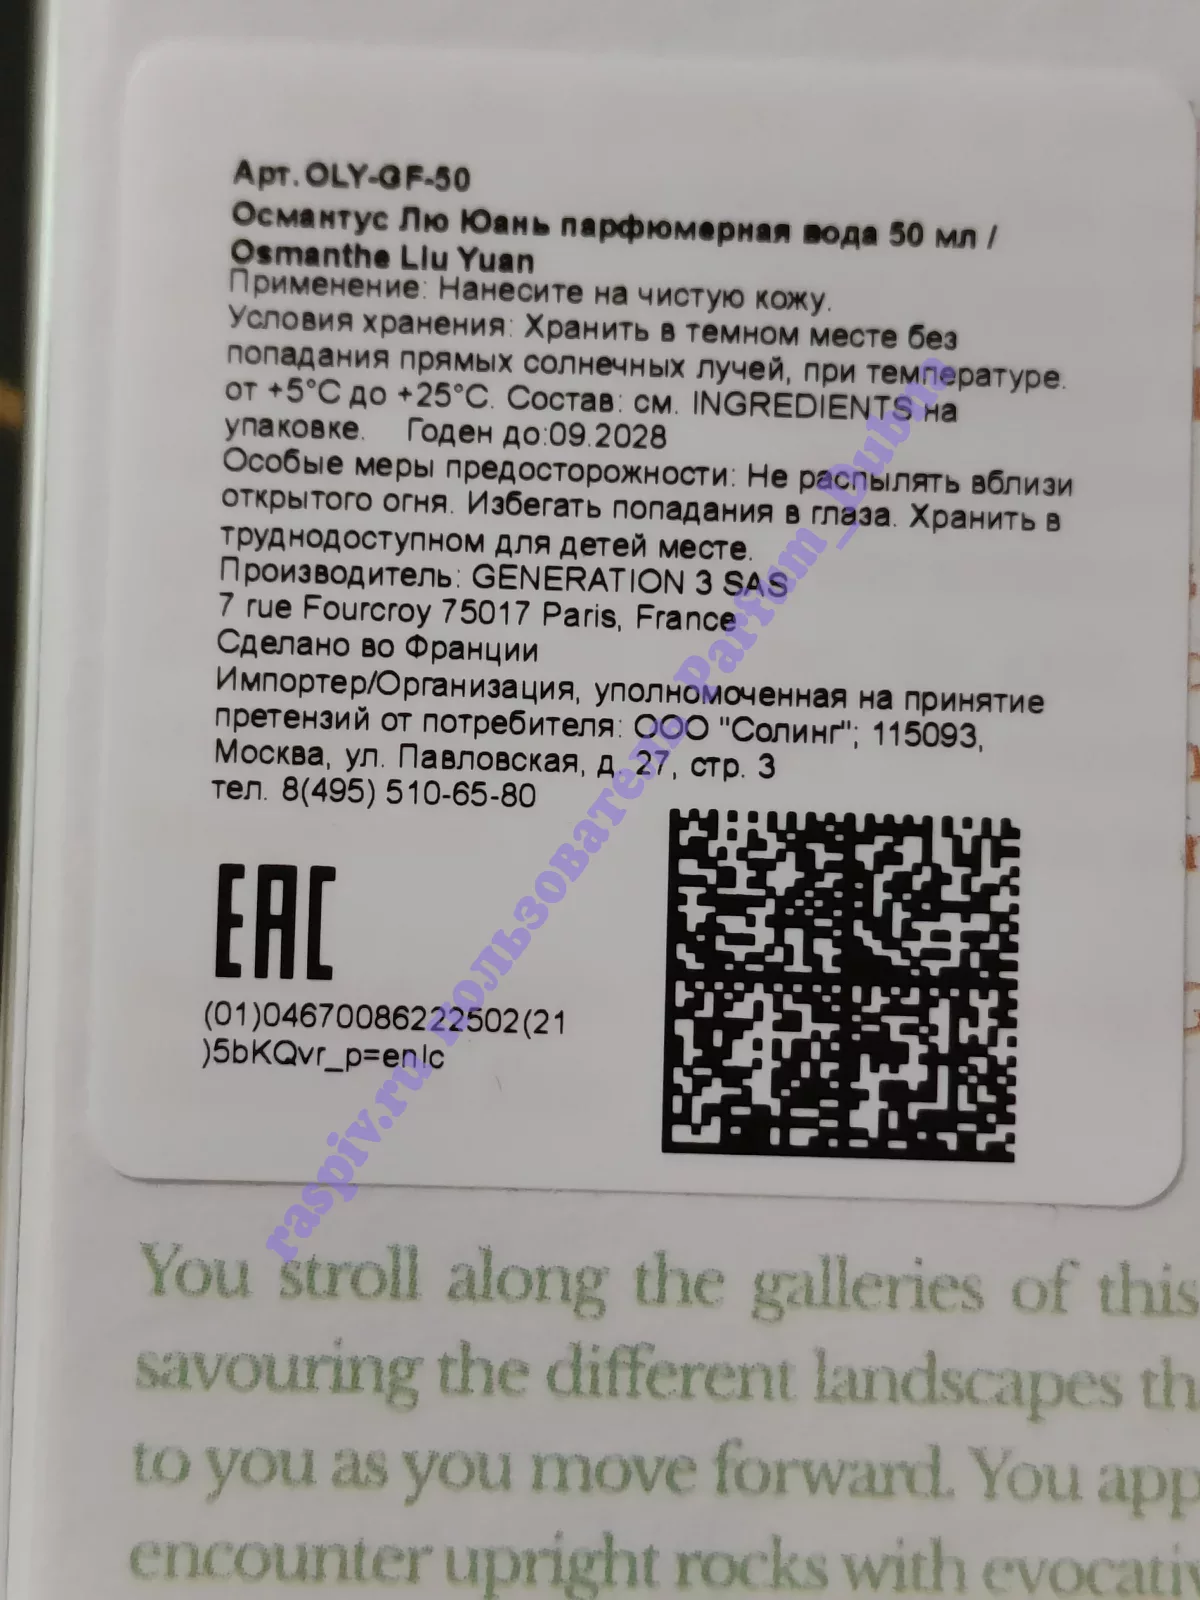 Арт.OLY-GF-50
Османтус Лю Юань парфюмерная вода 50 мл /
Osmanthe Liu Yuan
Применение: Нанесите на чистую кожу.
Условия хранения: Хранить в темном месте без
попадания прямых солнечных лучей, при температуре.
от +5°С до +25°С. Состав: см. INGREDIENTS на
упаковке. Годен до:09.2028
Особые меры предосторожности: Не распылять вблизи
открытого огня. Избегать попадания в глаза. Хранить в
труднодоступном для детей месте.
Производитель: GENERATION 3 SAS
7 rue Fourcroy 75017 Paris, France
Сделано во Франции
Импортер/Организация, уполномоченная на принятие
претензий от потребителя: ООО "Солинг"; 115093,
Москва, ул. Павловская, д. 27, стр. 3
тел. 8(495) 510-65-80
EAC
(01)04670086222502(21
)5bKQvr_p=enIc
raspiv.ru пользователь Parfum_Dubna
You stroll along the galleries of this
savouring the different landscapes th
to you as you move forward. You app
encounter upright rocks with evocativ